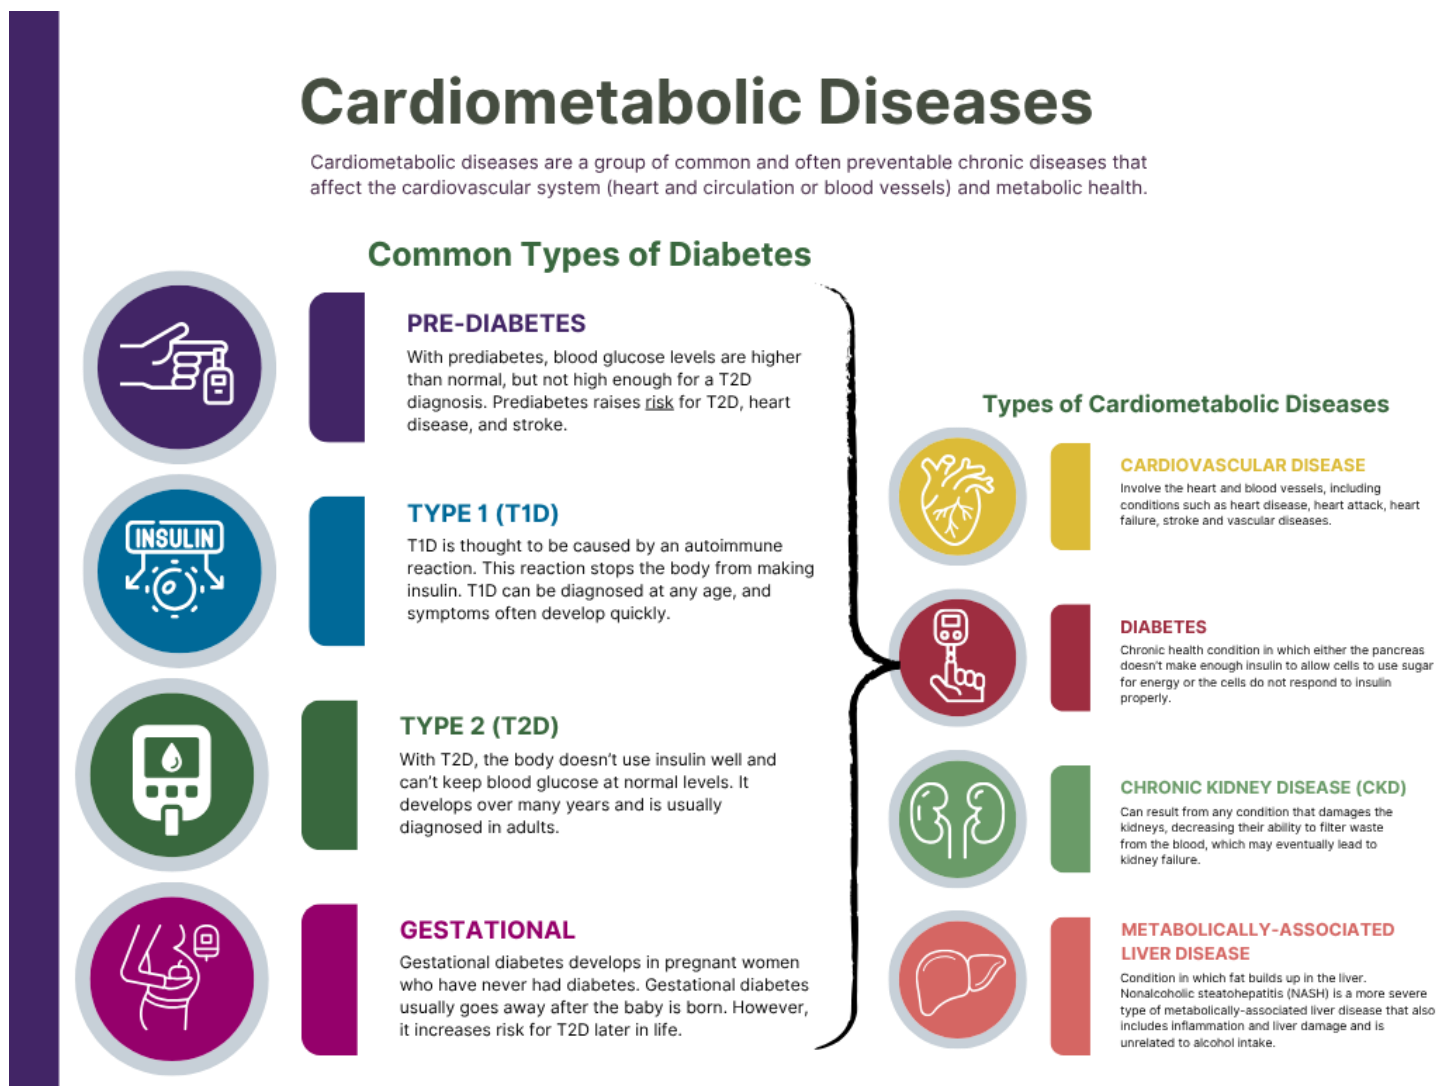 Cardiometabolic Diseases
Cardiometabolic diseases are a group of common and often preventable chronic diseases that
affect the cardiovascular system (heart and circulation or blood vessels) and metabolic health.
Common Types of Diabetes
PRE-DIABETES
With prediabetes, blood glucose levels are higher
than normal, but not high enough for a T2D
diagnosis. Prediabetes raises risk for T2D, heart
disease, and stroke.
INSULIN
TYPE 1 (T1D)
T1D is thought to be caused by an autoimmune
reaction. This reaction stops the body from making
insulin. T1D can be diagnosed at any age, and
symptoms often develop quickly.
TYPE 2 (T2D)
With T2D, the body doesn't use insulin well and
can't keep blood glucose at normal levels. It
develops over many years and is usually
diagnosed in adults.
GESTATIONAL
Gestational diabetes develops in pregnant women
who have never had diabetes. Gestational diabetes
usually goes away after the baby is born. However,
it increases risk for T2D later in life.
Types of Cardiometabolic Diseases
CARDIOVASCULAR DISEASE
Involve the heart and blood vessels, including
conditions such as heart disease, heart attack, heart
failure, stroke and vascular diseases.
DIABETES
Chronic health condition in which either the pancreas
doesn't make enough insulin to allow cells to use sugar
for energy or the cells do not respond to insulin
properly.
CHRONIC KIDNEY DISEASE (CKD)
Can result from any condition that damages the
kidneys, decreasing their ability to filter waste
from the blood, which may eventually lead to
kidney failure.
METABOLICALLY-ASSOCIATED
LIVER DISEASE
Condition in which fat builds up in the liver.
Nonalcoholic steatohepatitis (NASH) is a more severe
type of metabolically-associated liver disease that also
includes inflammation and liver damage and is
unrelated to alcohol intake.